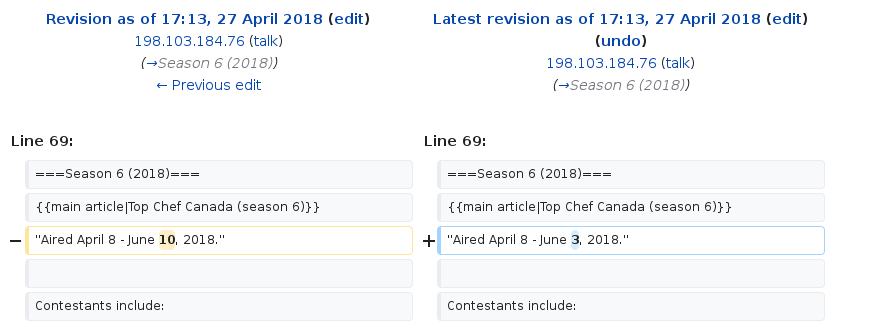 Revision as of 17:13, 27 April 2018 (edit)
198.103.184.76 (talk)
(→Season 6 (2018))
← Previous edit
Latest revision as of 17:13, 27 April 2018 (edit)
(undo)
198.103.184.76 (talk)
(→Season 6 (2018))
Line 69:
Line 69:
===Season 6 (2018)===
===Season 6 (2018)===
{{main article|Top Chef Canada (season 6)}}
{{main article|Top Chef Canada (season 6)}}
− "Aired April 8 - June 10, 2018."
+ "Aired April 8 - June 3, 2018."
Contestants include:
Contestants include: